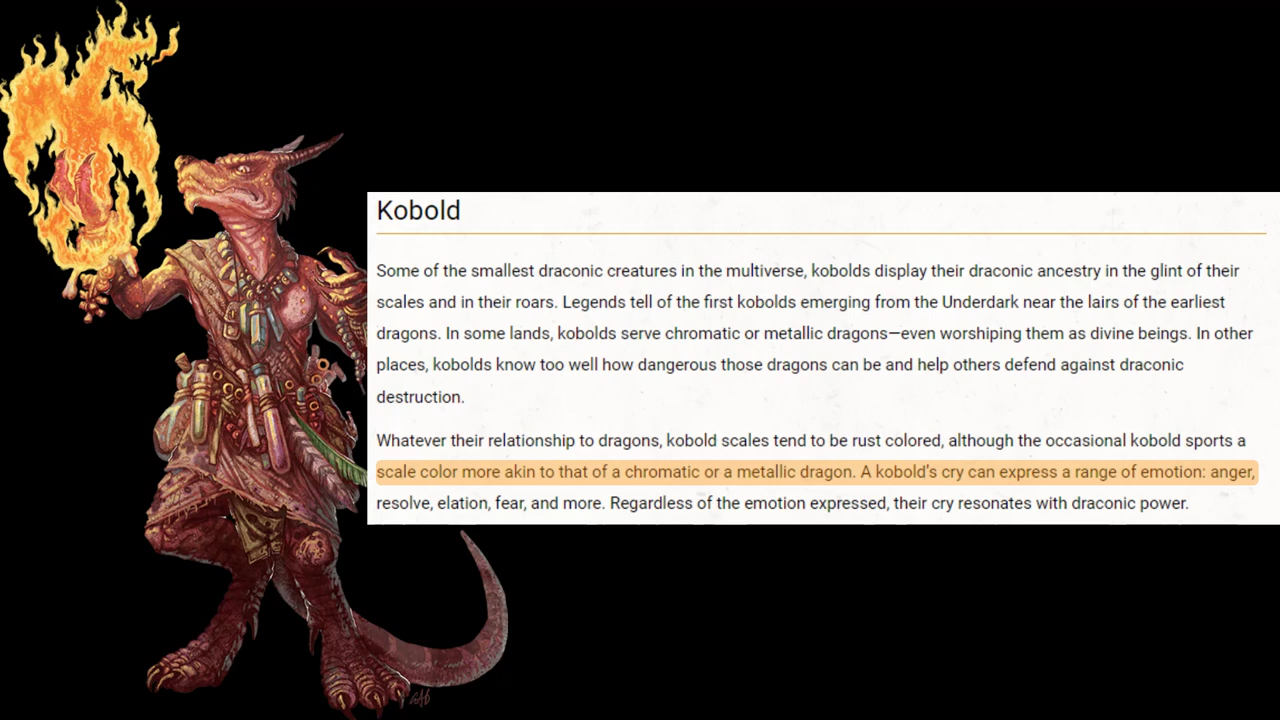 Kobold
Some of the smallest draconic creatures in the multiverse, kobolds display their draconic ancestry in the glint of their
scales and in their roars. Legends tell of the first kobolds emerging from the Underdark near the lairs of the earliest
dragons. In some lands, kobolds serve chromatic or metallic dragons—even worshiping them as divine beings. In other
places, kobolds know too well how dangerous those dragons can be and help others defend against draconic
destruction.
Whatever their relationship to dragons, kobold scales tend to be rust colored, although the occasional kobold sports a
scale color more akin to that of a chromatic or a metallic dragon. A kobold's cry can express a range of emotion: anger,
resolve, elation, fear, and more. Regardless of the emotion expressed, their cry resonates with draconic power.